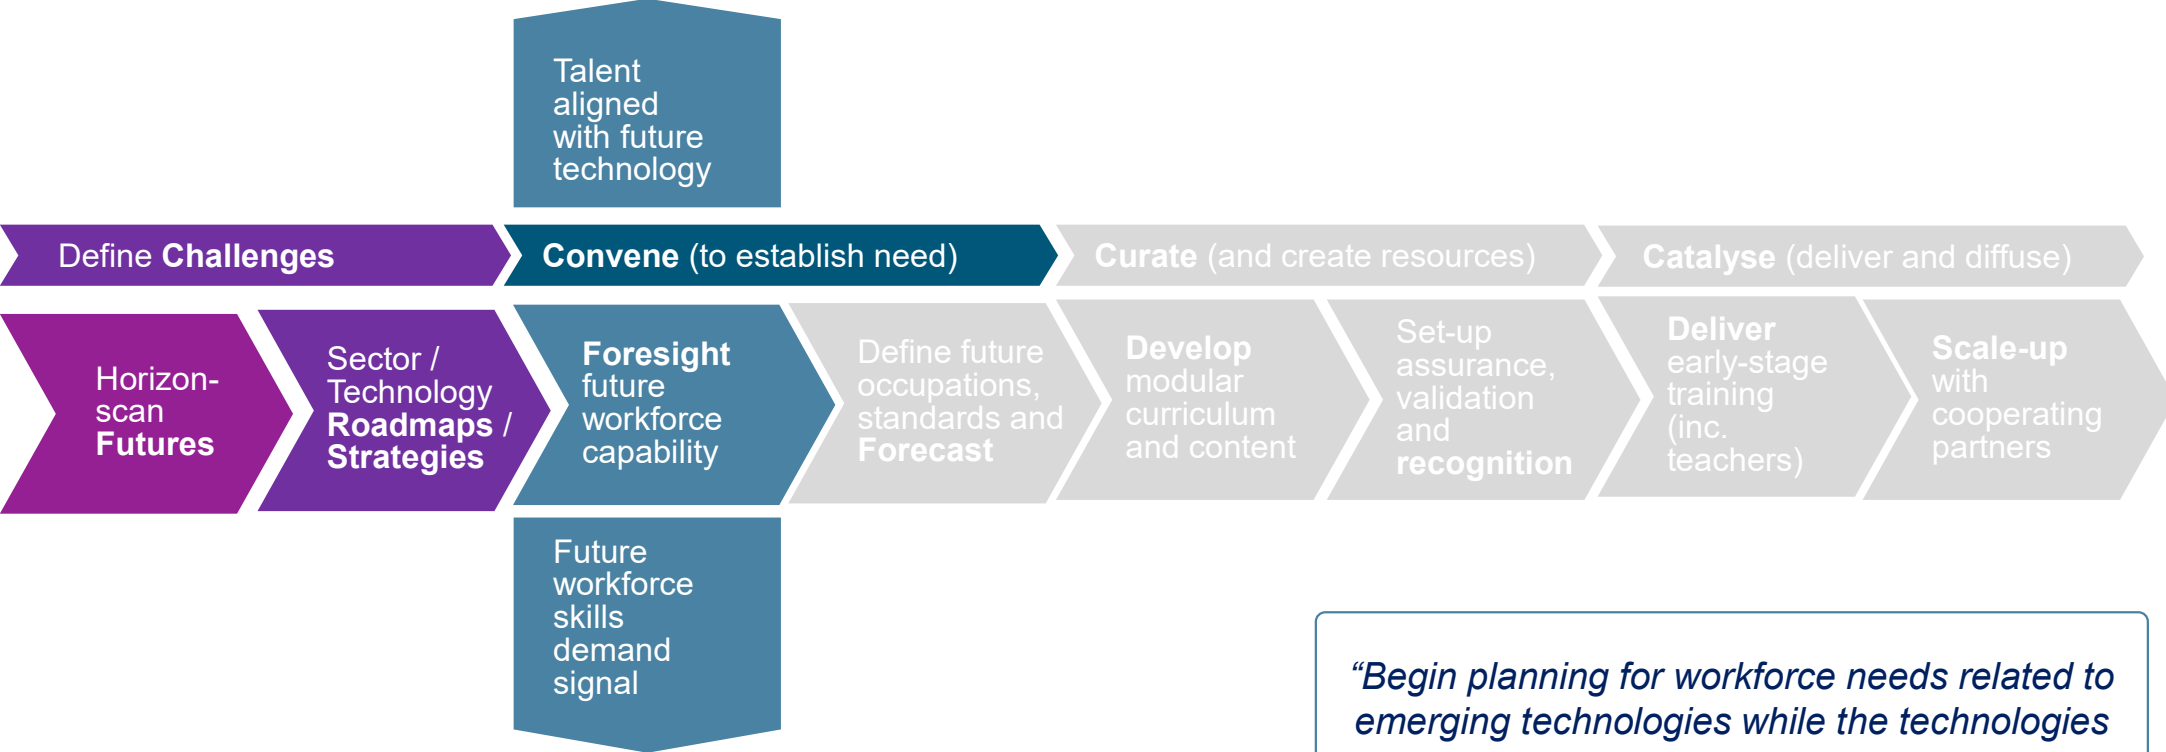 Talent
aligned
with future
technology
Define Challenges
Convene (to establish need)
Curate (and create resources)
Catalyse (deliver and diffuse)
Horizon-
scan
Futures
Sector /
Technology
Roadmaps /
Strategies
Foresight
future
workforce
capability
Define future
occupations,
standards and
Forecast
Develop
modular
curriculum
and content
Set-up
assurance,
validation
and
recognition
Deliver
early-stage
training
(inc.
teachers)
Scale-up
with
cooperating
partners
Future
workforce
skills
demand
signal
“Begin planning for workforce needs related to
emerging technologies while the technologies